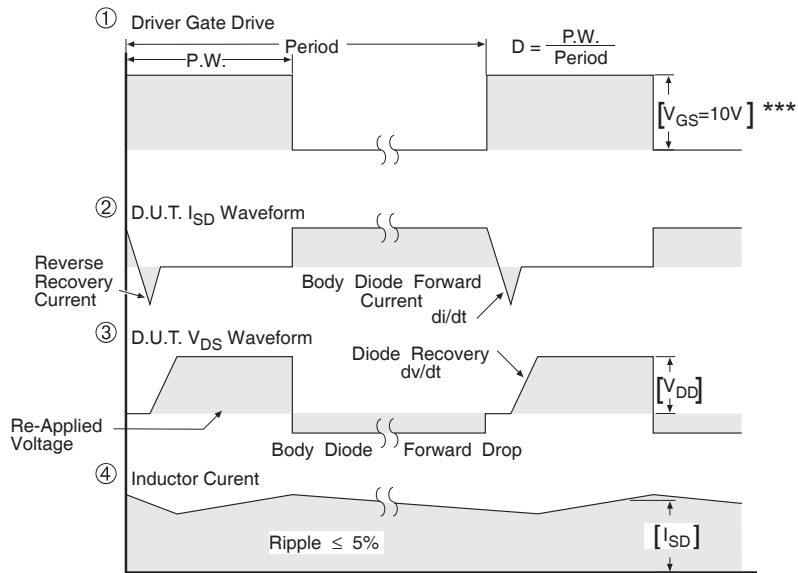 ① Driver Gate Drive
Period
P.W.
D = P.W.
Period
[VGS=10V] ***
② D.U.T. ISD Waveform
Reverse
Recovery
Current
Body Diode Forward
Current
di/dt
③ D.U.T. VDS Waveform
Diode Recovery
dv/dt
[VDD]
Re-Applied
Voltage
Body Diode Forward Drop
④ Inductor Curent
Ripple ≤ 5%
[ISD]